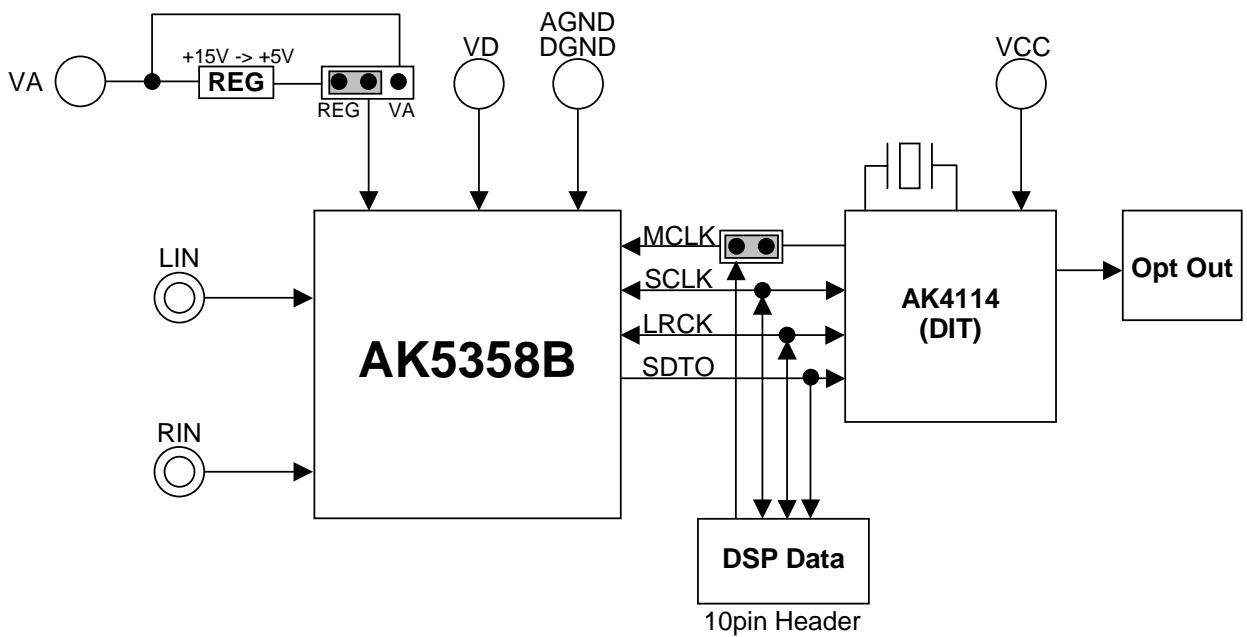 AGND
DGND
VD
VCC
+15V -> +5V
VA
REG
REG
VA
MCLK
LIN
SCLK
Opt Out
AK4114
(DIT)
LRCK
AK5358B
SDTO
RIN
DSP Data
10pin Header